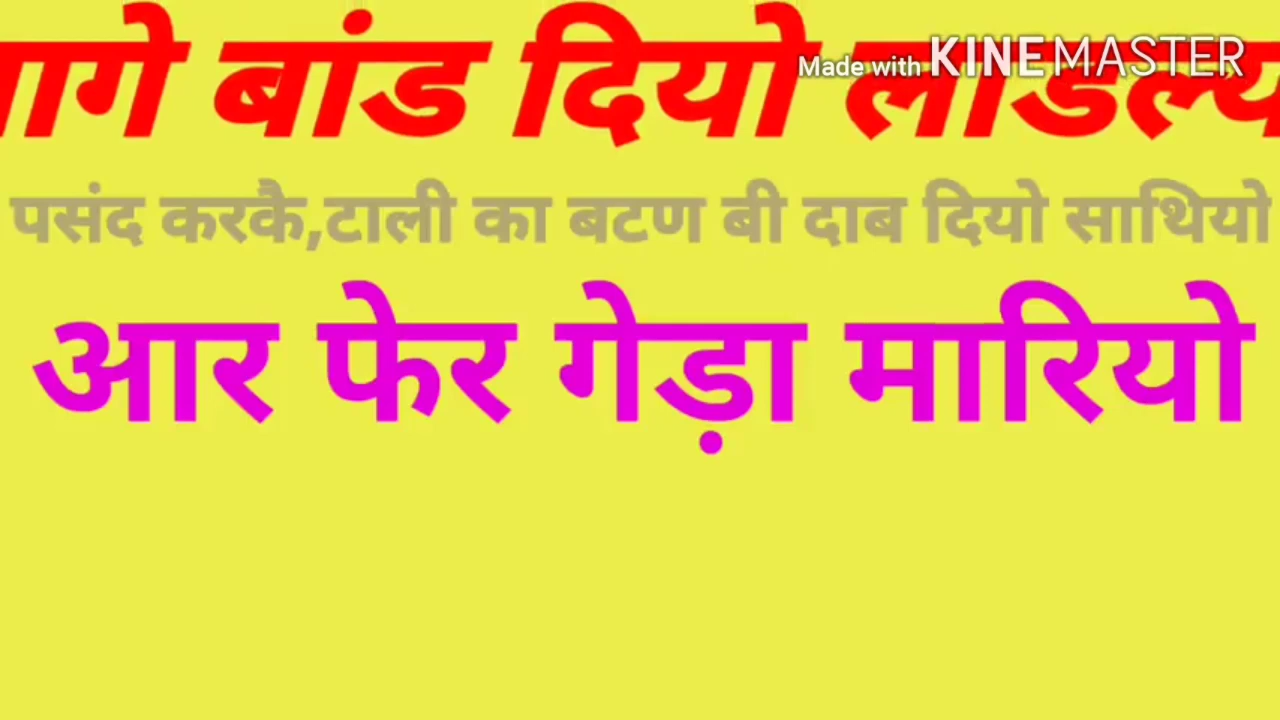 बांड दियो
Made with KINEMASTER
पसंद करकै,टाली का बटण बी दाब दियो साथियो
आर फेर गेड़ा मारियो